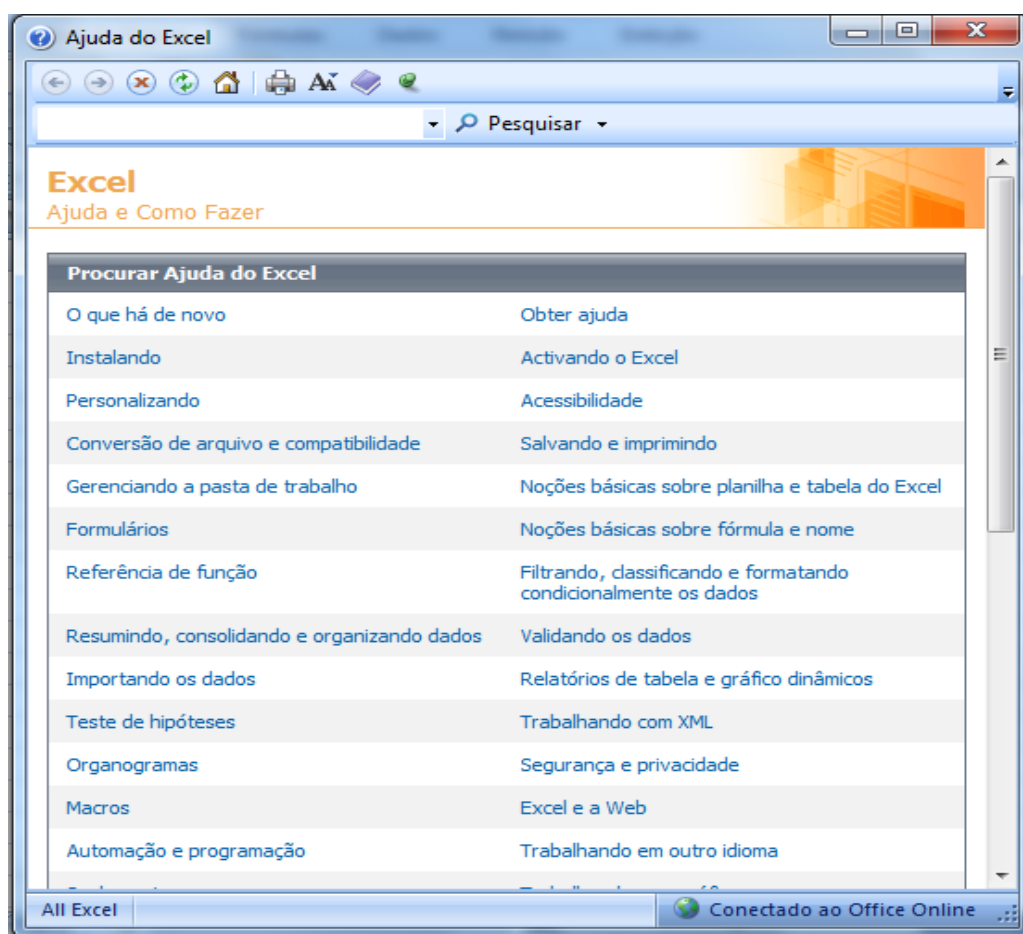 Ajuda do Excel
Pesquisar
Excel
Ajuda e Como Fazer
Procurar Ajuda do Excel
O que há de novo
Obter ajuda
Instalando
Activando o Excel
Personalizando
Acessibilidade
Conversão de arquivo e compatibilidade
Salvando e imprimindo
Gerenciando a pasta de trabalho
Noções básicas sobre planilha e tabela do Excel
Formulários
Noções básicas sobre fórmula e nome
Referência de função
Filtrando, classificando e formatando
condicionalmente os dados
Resumindo, consolidando e organizando dados
Validando os dados
Importando os dados
Relatórios de tabela e gráfico dinâmicos
Teste de hipóteses
Trabalhando com XML
Organogramas
Segurança e privacidade
Macros
Excel e a Web
Automação e programação
Trabalhando em outro idioma
All Excel
Conectado ao Office Online